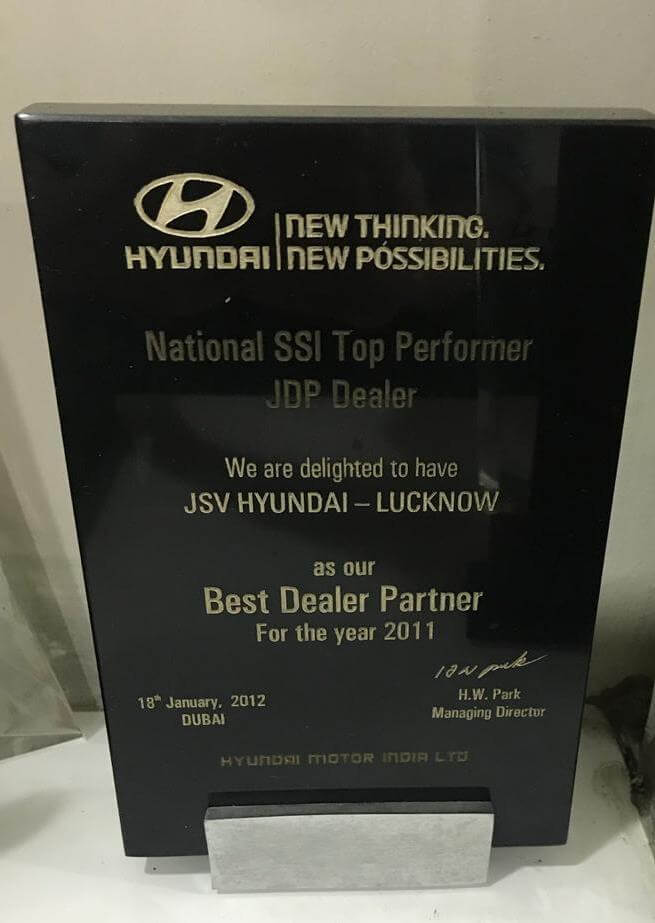 HYUNDAI
NEW THINKING.
NEW POSSIBILITIES.
National SSI Top Performer
JDP Dealer
We are delighted to have
JSV HYUNDAI – LUCKNOW
as our
Best Dealer Partner
For the year 2011
18th January, 2012
DUBAI
H.W. Park
Managing Director
HYUNDAI MOTOR INDIA LTD